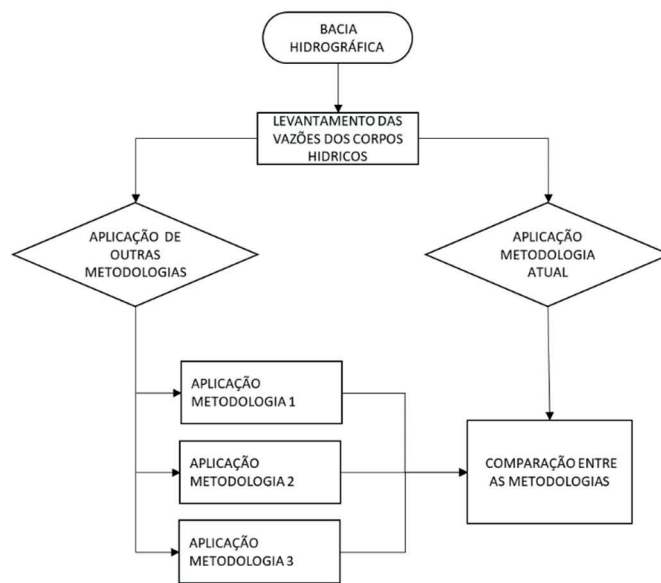 BACIA
HIDROGRÁFICA
LEVANTAMENTO DAS
VAZÕES DOS CORPOS
HIDRICOS
APLICAÇÃO DE
OUTRAS
METODOLOGIAS
APLICAÇÃO
METODOLOGIA
ATUAL
APLICAÇÃO
METODOLOGIA 1
APLICAÇÃO
METODOLOGIA 2
APLICAÇÃO
METODOLOGIA 3
COMPARAÇÃO ENTRE
AS METODOLOGIAS